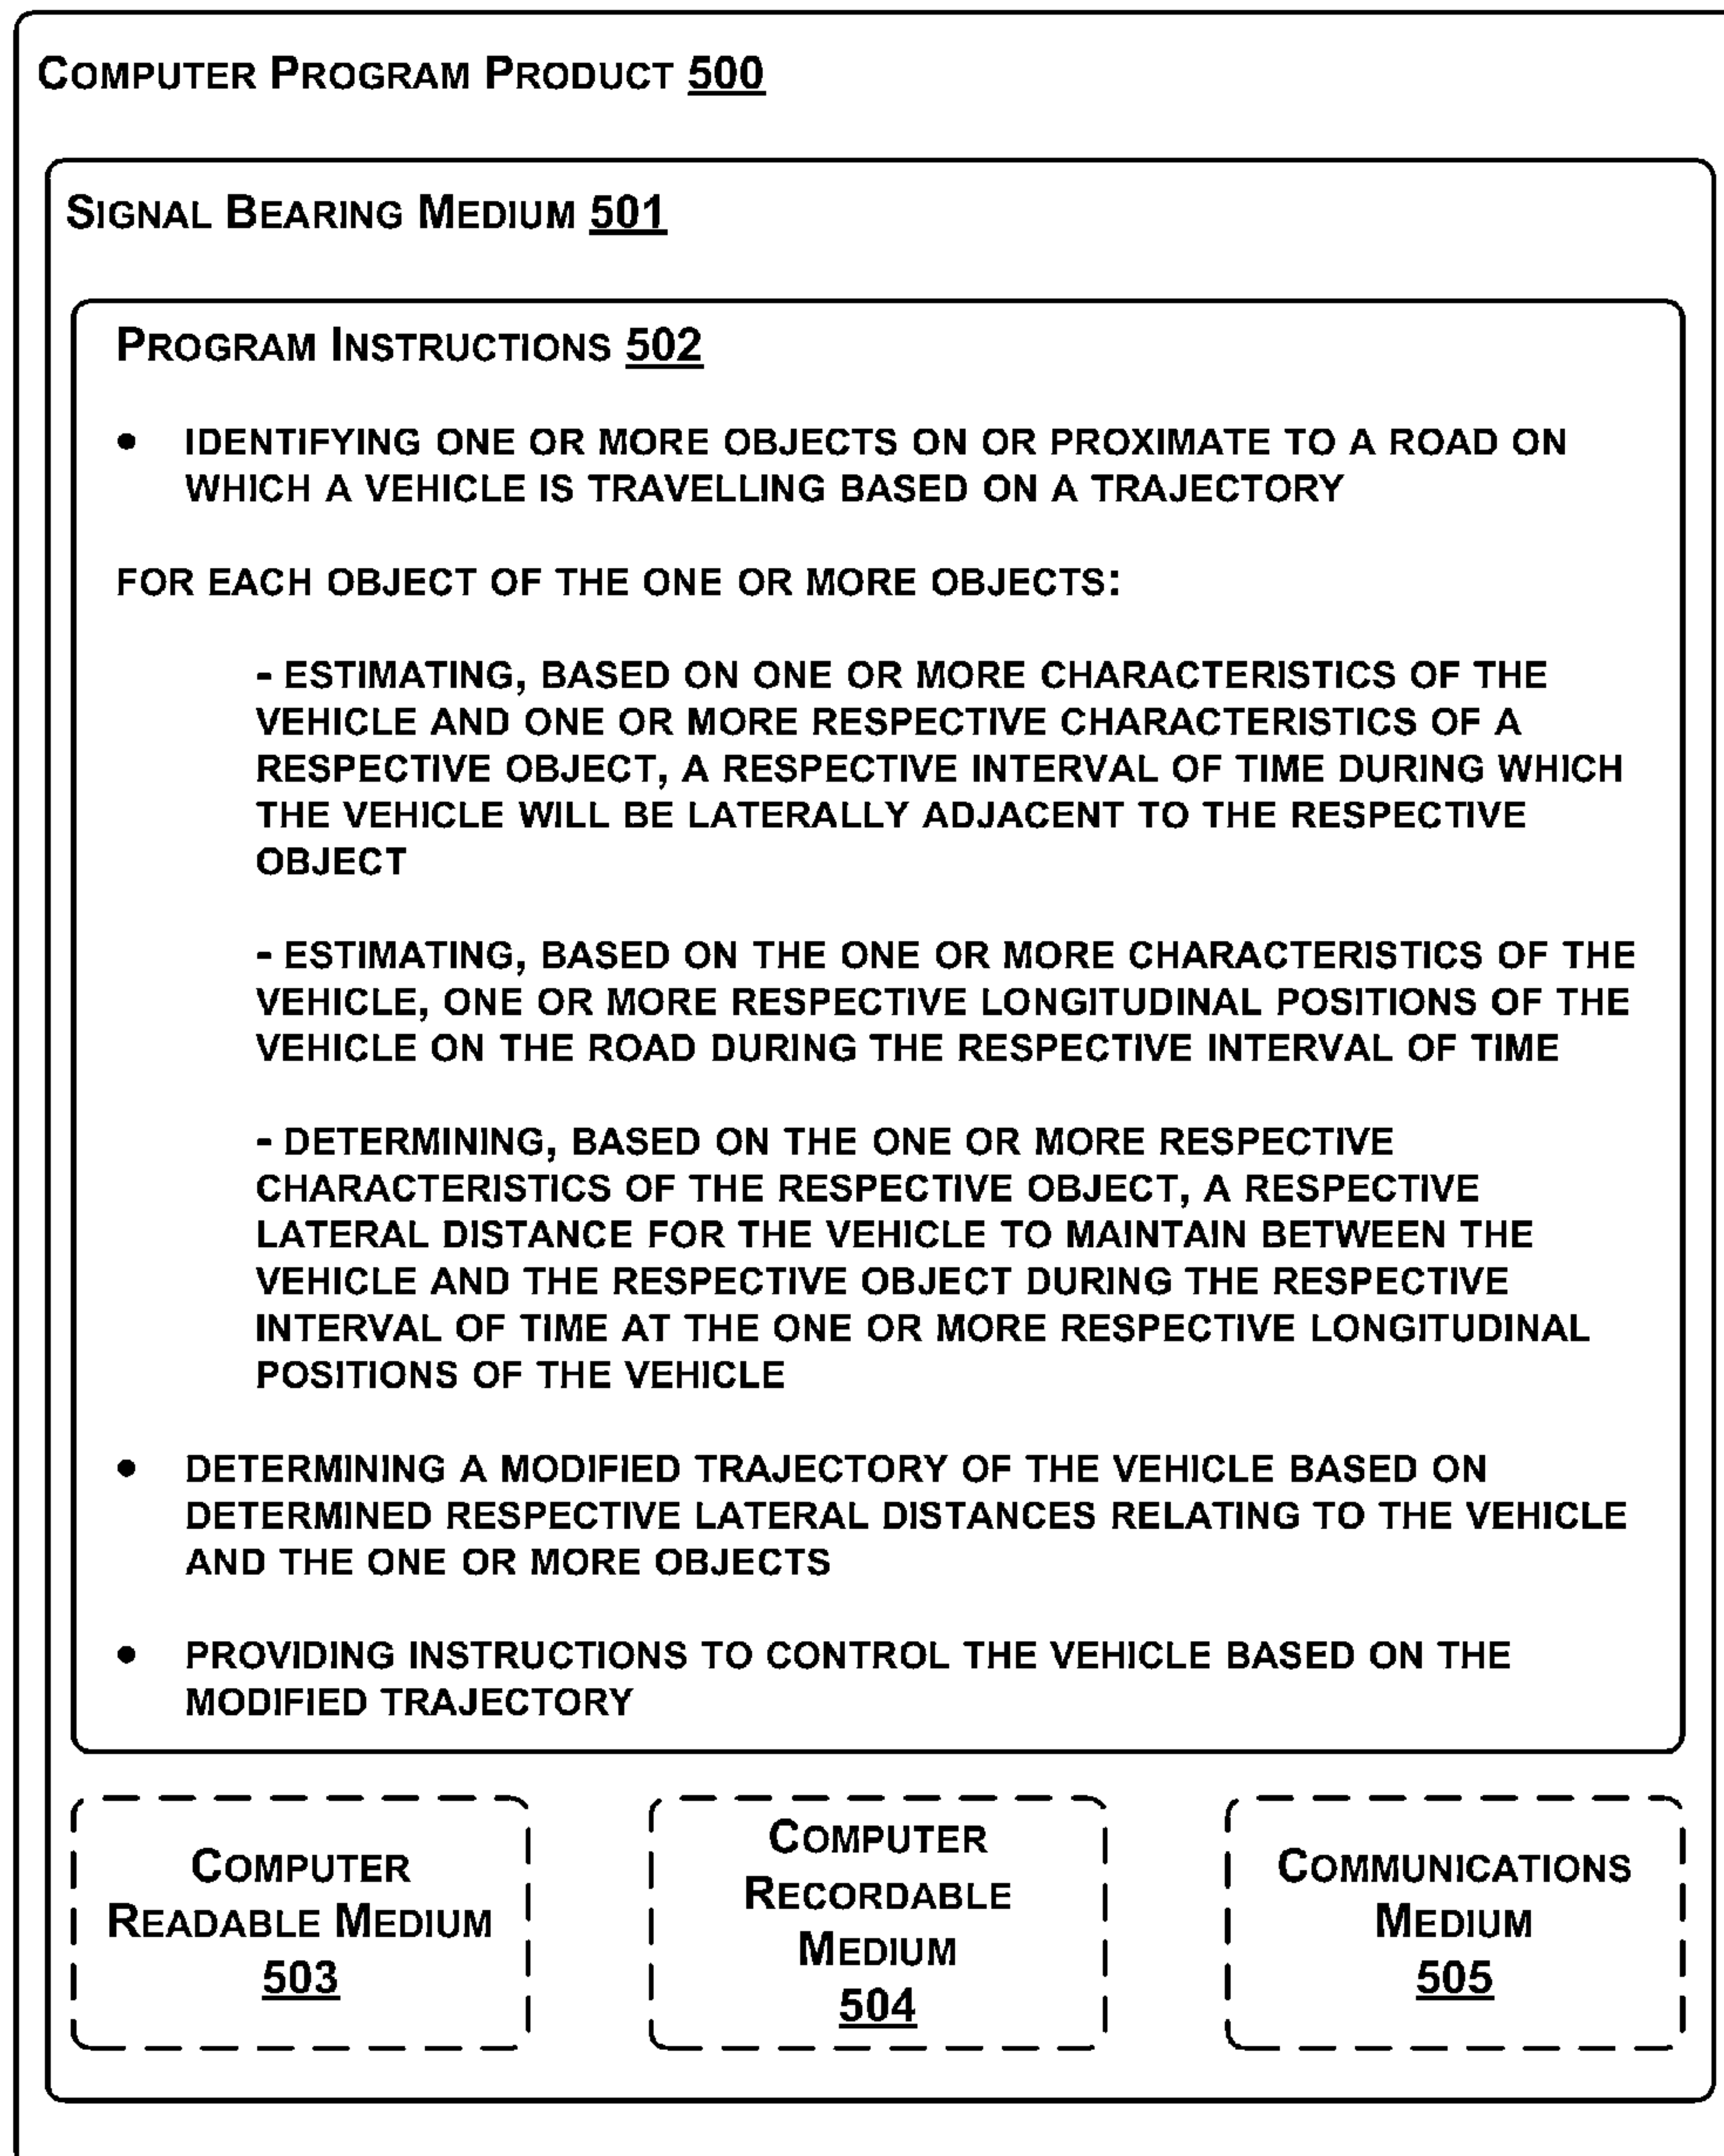 COMPUTER PROGRAM PRODUCT 500
SIGNAL BEARING MEDIUM 501
PROGRAM INSTRUCTIONS 502
• IDENTIFYING ONE OR MORE OBJECTS ON OR PROXIMATE TO A ROAD ON
WHICH A VEHICLE IS TRAVELLING BASED ON A TRAJECTORY
FOR EACH OBJECT OF THE ONE OR MORE OBJECTS:
- ESTIMATING, BASED ON ONE OR MORE CHARACTERISTICS OF THE
VEHICLE AND ONE OR MORE RESPECTIVE CHARACTERISTICS OF A
RESPECTIVE OBJECT, A RESPECTIVE INTERVAL OF TIME DURING WHICH
THE VEHICLE WILL BE LATERALLY ADJACENT TO THE RESPECTIVE
OBJECT
- ESTIMATING, BASED ON THE ONE OR MORE CHARACTERISTICS OF THE
VEHICLE, ONE OR MORE RESPECTIVE LONGITUDINAL POSITIONS OF THE
VEHICLE ON THE ROAD DURING THE RESPECTIVE INTERVAL OF TIME
- DETERMINING, BASED ON THE ONE OR MORE RESPECTIVE
CHARACTERISTICS OF THE RESPECTIVE OBJECT, A RESPECTIVE
LATERAL DISTANCE FOR THE VEHICLE TO MAINTAIN BETWEEN THE
VEHICLE AND THE RESPECTIVE OBJECT DURING THE RESPECTIVE
INTERVAL OF TIME AT THE ONE OR MORE RESPECTIVE LONGITUDINAL
POSITIONS OF THE VEHICLE
• DETERMINING A MODIFIED TRAJECTORY OF THE VEHICLE BASED ON
DETERMINED RESPECTIVE LATERAL DISTANCES RELATING TO THE VEHICLE
AND THE ONE OR MORE OBJECTS
• PROVIDING INSTRUCTIONS TO CONTROL THE VEHICLE BASED ON THE
MODIFIED TRAJECTORY
COMPUTER
READABLE MEDIUM
503
COMPUTER
RECORDABLE
MEDIUM
504
COMMUNICATIONS
MEDIUM
505